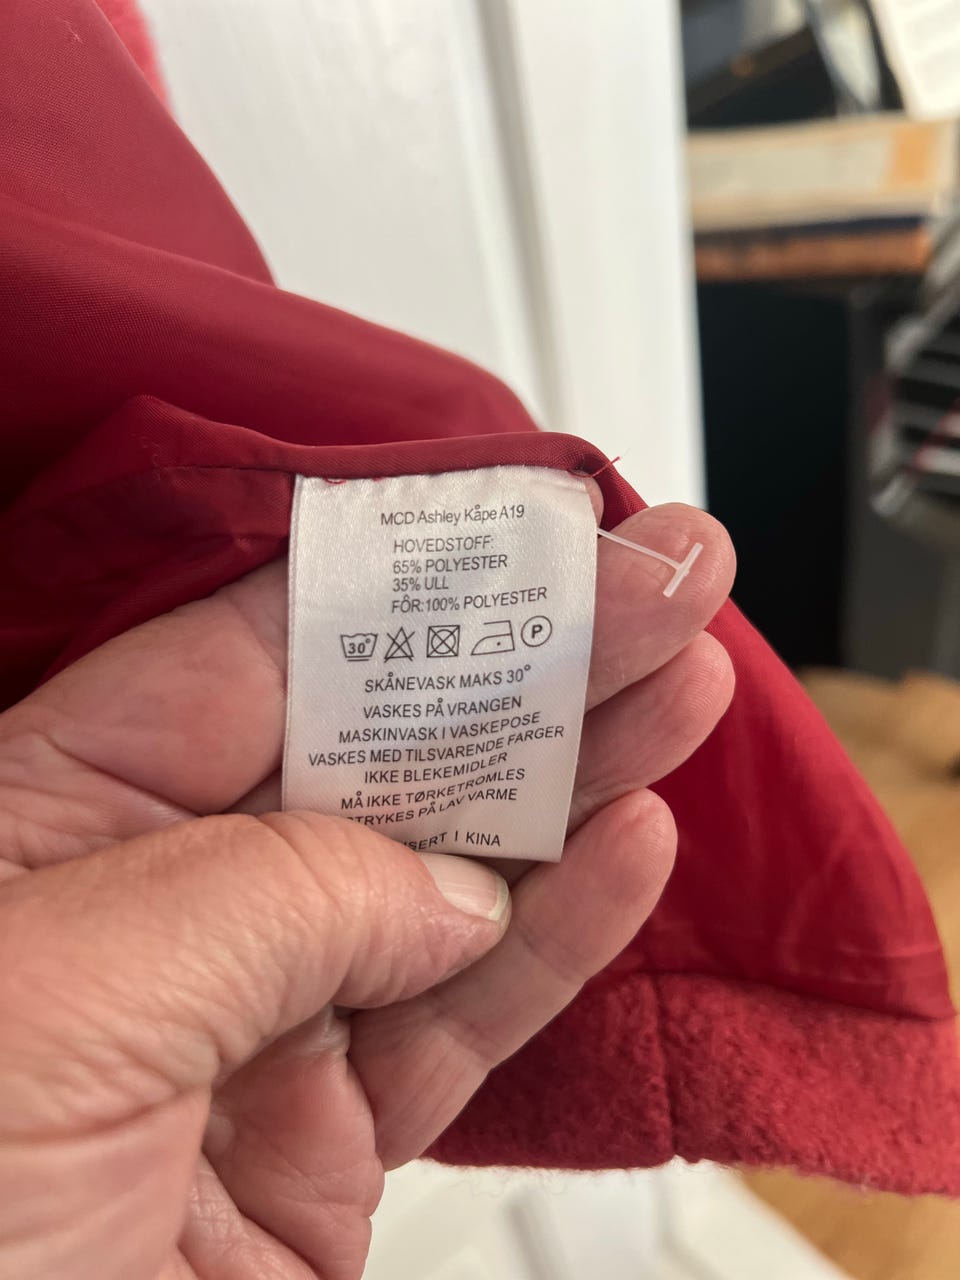 MCD Ashley Kåpe A19
HOVEDSTOFF:
65% POLYESTER
35% ULL
FÔR:100% POLYESTER
30° P
SKÅNEVASK MAKS 30°
VASKES PÅ VRANGEN
MASKINVASK I VASKEPOSE
VASKES MED TILSVARENDE FARGER
IKKE BLEKEMIDLER
MÅ IKKE TØRKETROMLES
STRYKES PÅ LAV VARME
I KINA